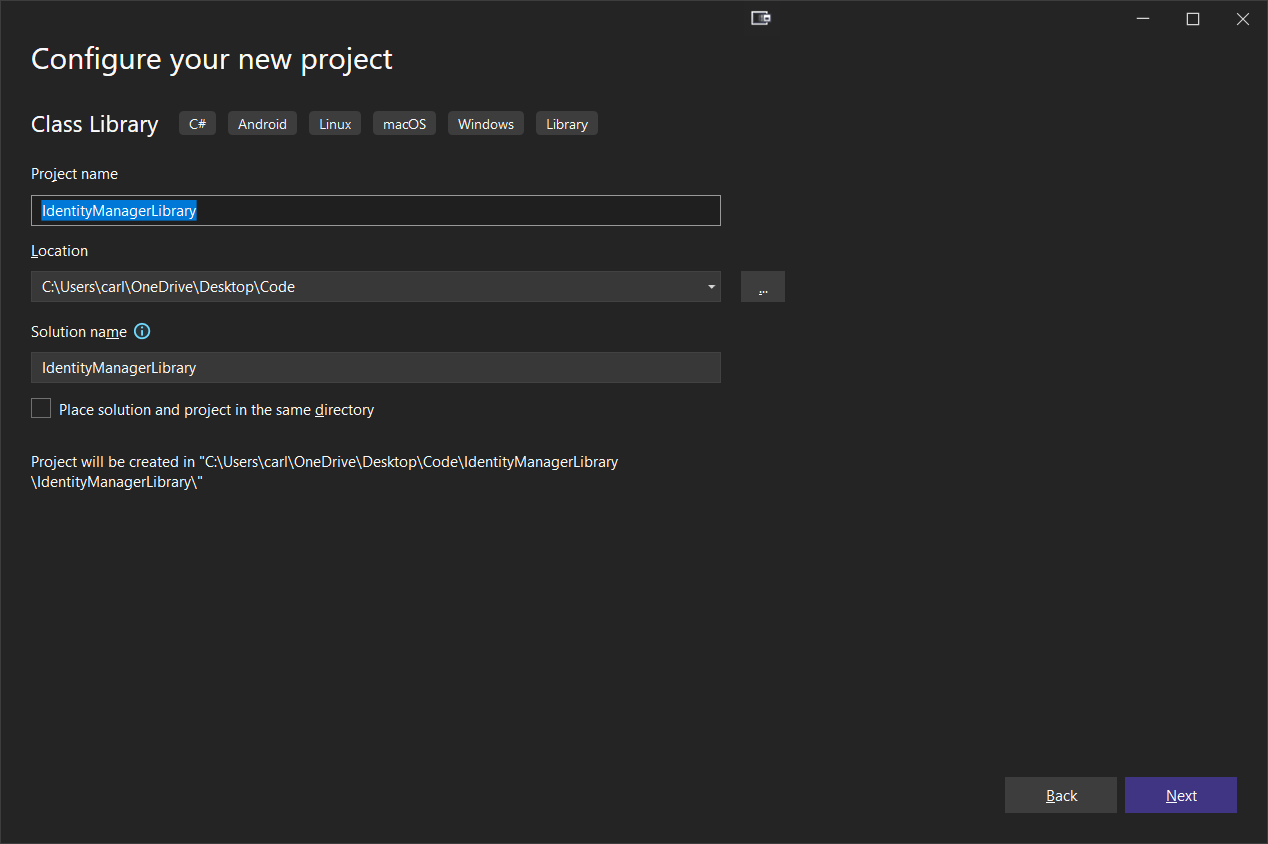 Configure your new project
Class Library C# Android Linux macOS Windows Library
Project name
IdentityManagerLibrary
Location
C:\Users\carl\OneDrive\Desktop\Code ...
Solution name
IdentityManagerLibrary
Place solution and project in the same directory
Project will be created in "C:\Users\carl\OneDrive\Desktop\Code\IdentityManagerLibrary
\IdentityManagerLibrary\"
Back Next